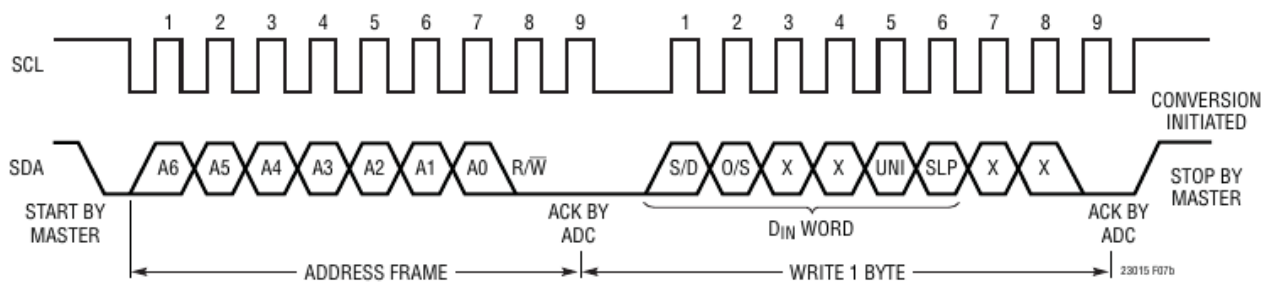 1 2 3 4 5 6 7 8 9 1 2 3 4 5 6 7 8 9
SCL
CONVERSION
INITIATED
SDA A6 A5 A4 A3 A2 A1 A0 R/W̅ S/D O/S X X UNI SLP X X
START BY
MASTER
ACK BY
ADC
D_IN WORD
ACK BY
ADC
STOP BY
MASTER
ADDRESS FRAME WRITE 1 BYTE 23015 F07b